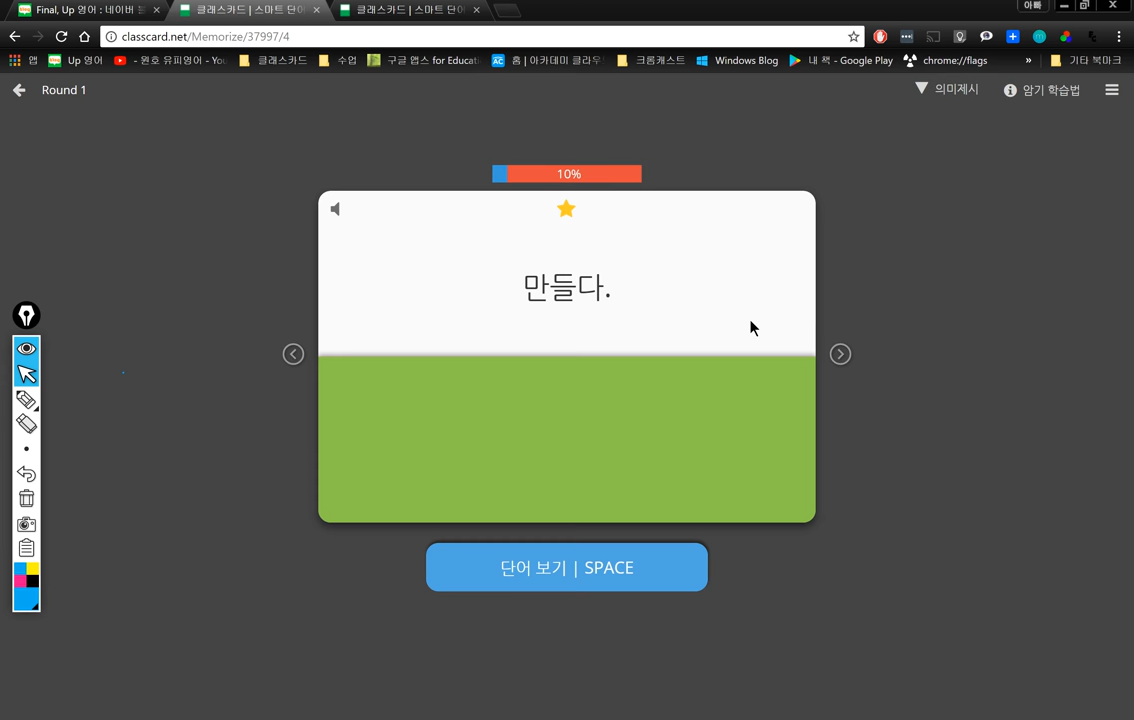 Final, Up 영어 : 네이버 블
클래스카드 | 스마트 단어
클래스카드 | 스마트 단어
아빠
classcard.net/Memorize/37997/4
앱
Up 영어
- 원호 유피영어 - You
클래스카드
수업
구글 앱스 for Educati
홈 | 아카데미 클라우
크롬캐스트
Windows Blog
내 책 - Google Play
chrome://flags
»
기타 북마크
Round 1
의미제시
암기 학습법
10%
만들다.
단어 보기 | SPACE